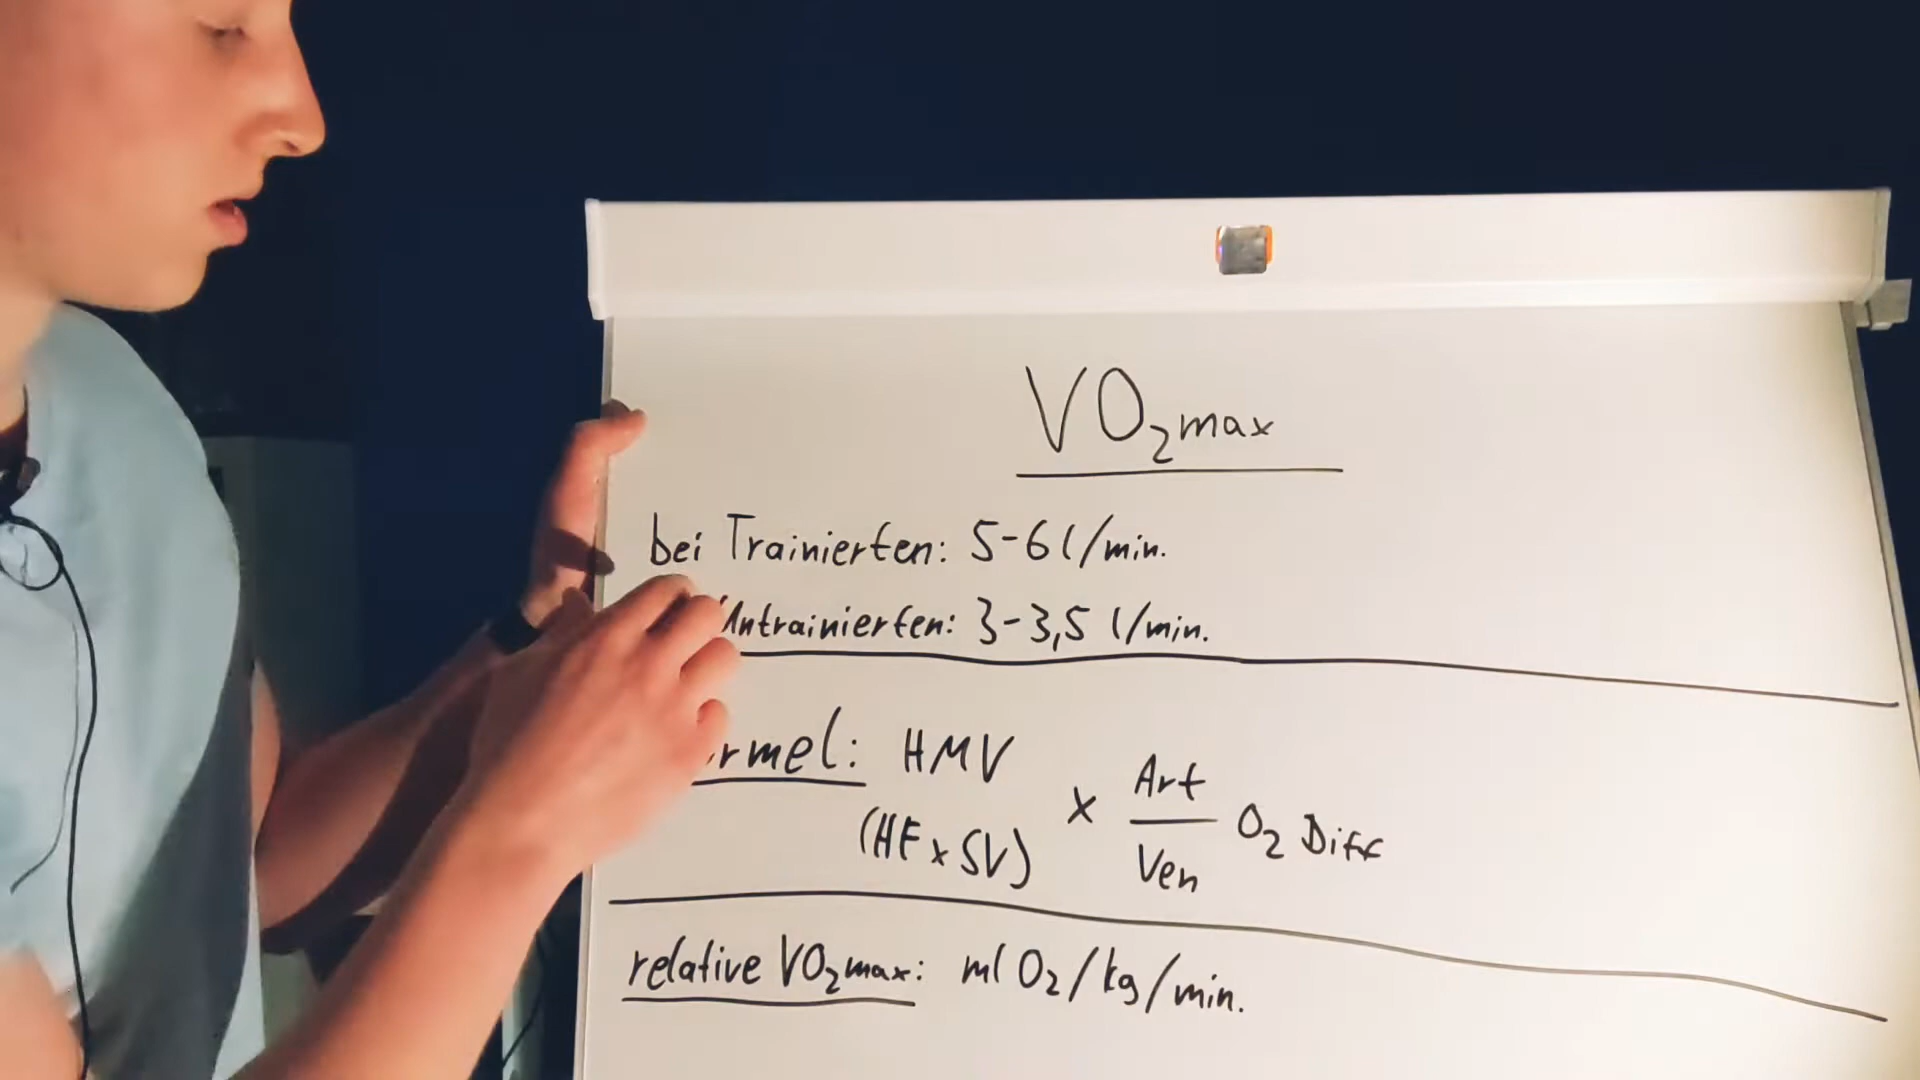 VO₂max
bei Trainierten: 5-6 l/min.
Untrainierten: 3-3,5 l/min.
HMV
(HF x SV)
x
Art
Ven
O₂ Diff
relative VO₂max: ml O₂/kg/min.